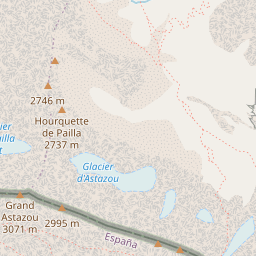 2746 m
Hourquette
de Pailla
2737 m
Glacier
d'Astazou
Grand
Astazou
3071 m
2995 m
España